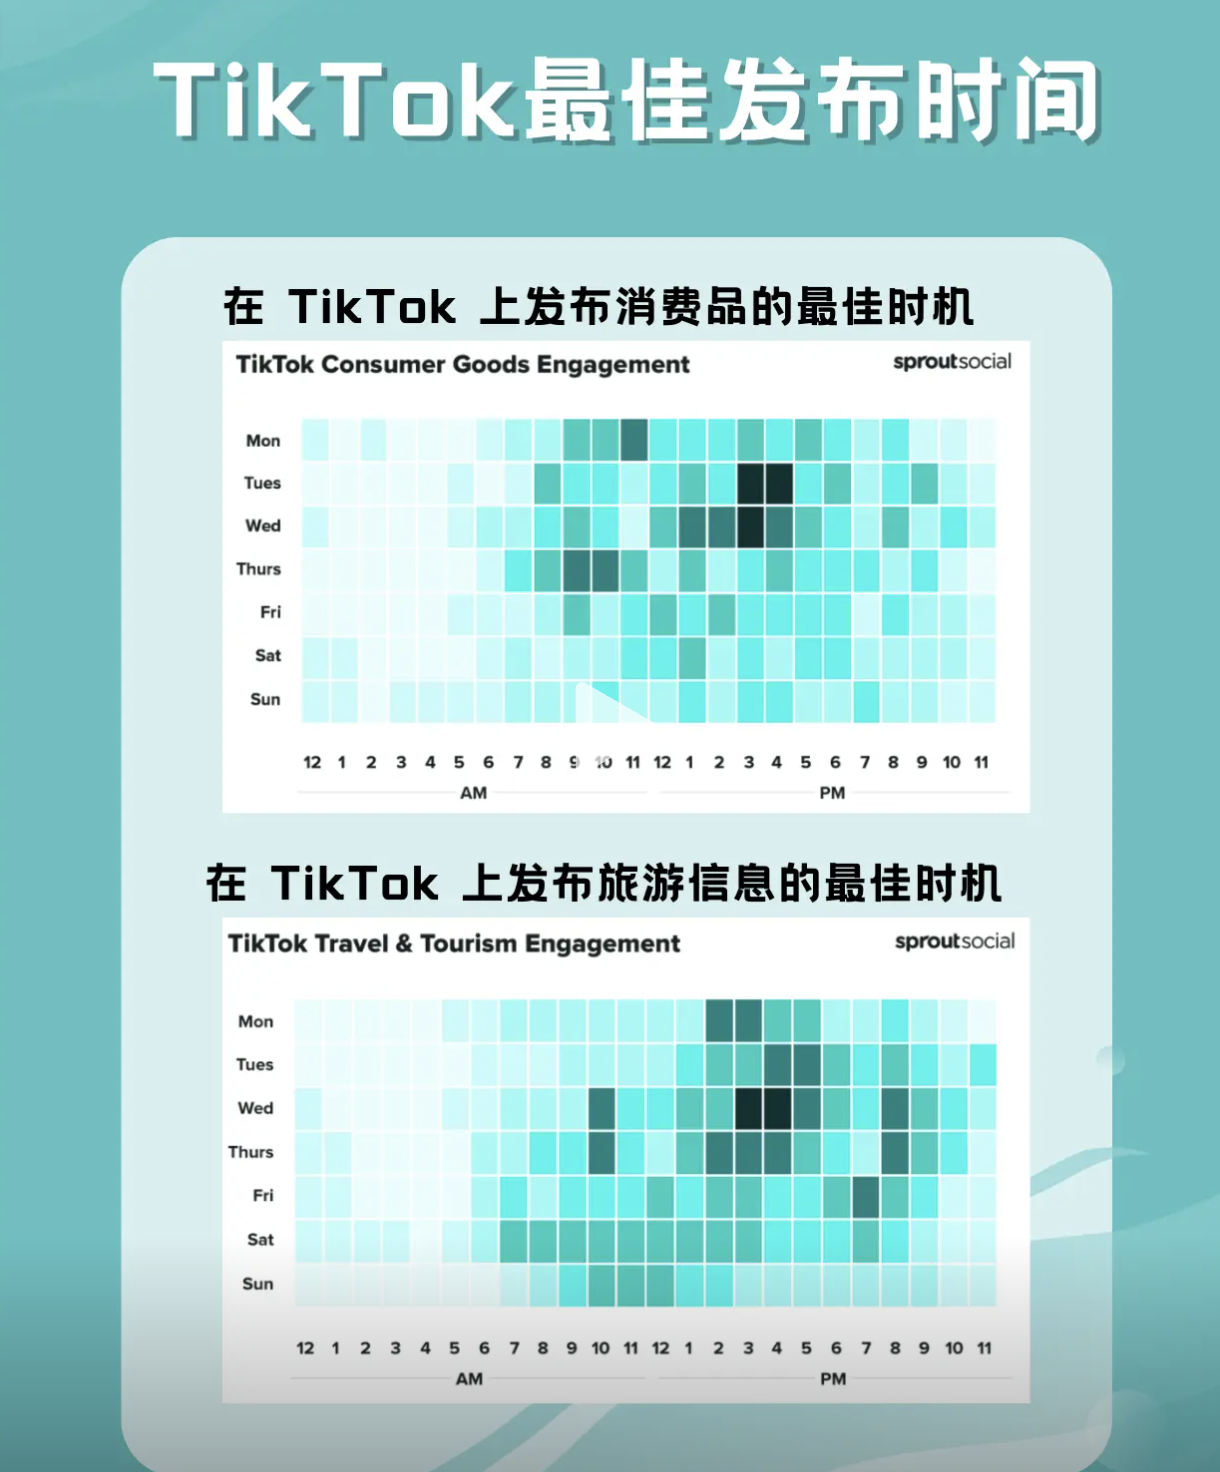 TikTok最佳发布时间
在 TikTok 上发布消费品的最佳时机
TikTok Consumer Goods Engagement
sproutsocial
Mon
Tues
Wed
Thurs
Fri
Sat
Sun
12 1 2 3 4 5 6 7 8 9 10 11 12 1 2 3 4 5 6 7 8 9 10 11
AM PM
在 TikTok 上发布旅游信息的最佳时机
TikTok Travel & Tourism Engagement
sproutsocial
Mon
Tues
Wed
Thurs
Fri
Sat
Sun
12 1 2 3 4 5 6 7 8 9 10 11 12 1 2 3 4 5 6 7 8 9 10 11
AM PM